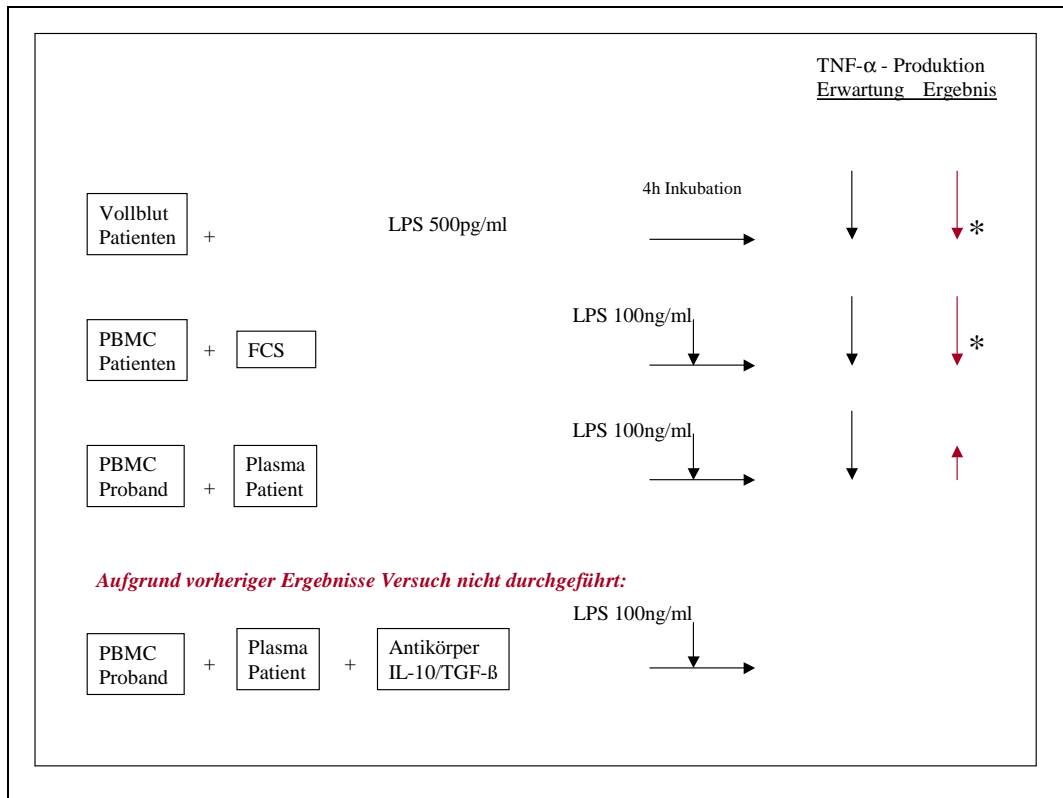 TNF-α - Produktion
Erwartung Ergebnis
4h Inkubation
Vollblut
Patienten
+
LPS 500pg/ml
*
LPS 100ng/ml
PBMC
Patienten
+
FCS
*
LPS 100ng/ml
PBMC
Proband
+
Plasma
Patient
Aufgrund vorheriger Ergebnisse Versuch nicht durchgeführt:
LPS 100ng/ml
PBMC
Proband
+
Plasma
Patient
+
Antikörper
IL-10/TGF-ß